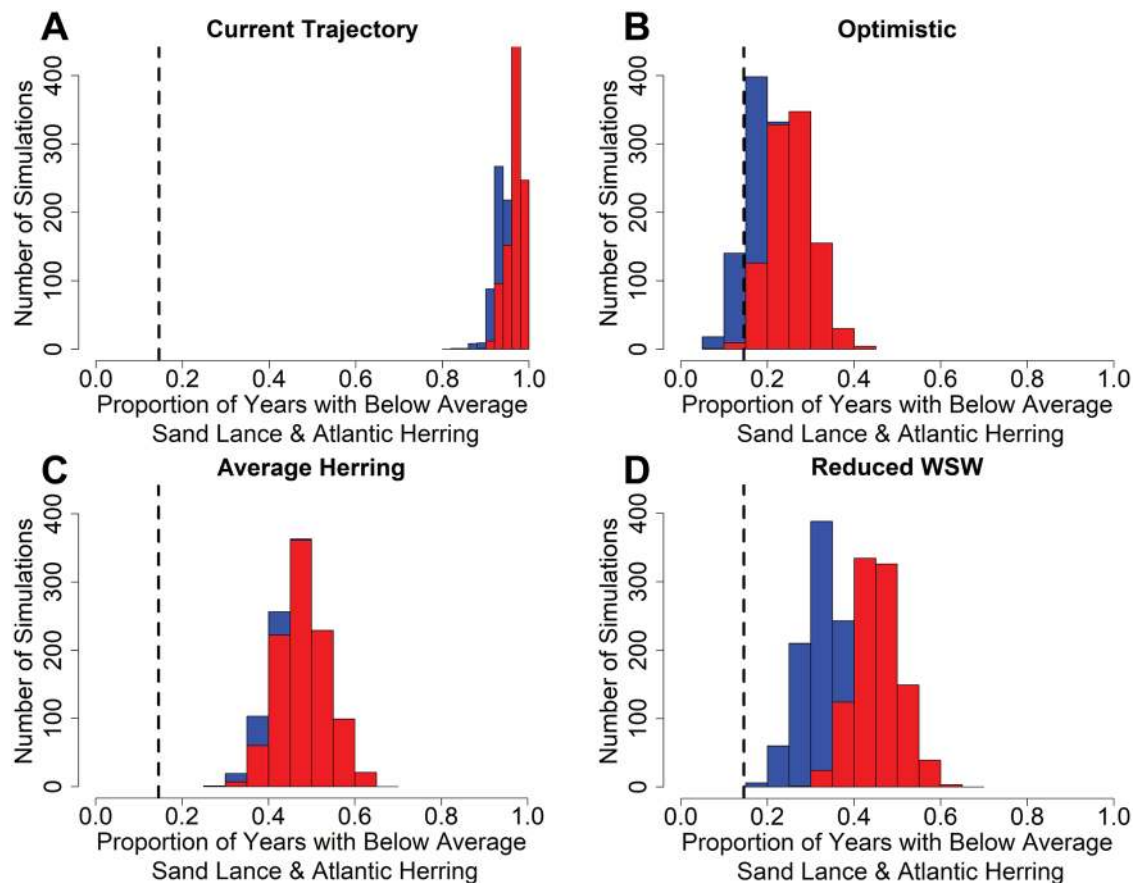 A
Current Trajectory
Number of Simulations
400
300
200
100
0
0.0 0.2 0.4 0.6 0.8 1.0
Proportion of Years with Below Average
Sand Lance & Atlantic Herring
B
Optimistic
Number of Simulations
400
300
200
100
0
0.0 0.2 0.4 0.6 0.8 1.0
Proportion of Years with Below Average
Sand Lance & Atlantic Herring
C
Average Herring
Number of Simulations
400
300
200
100
0
0.0 0.2 0.4 0.6 0.8 1.0
Proportion of Years with Below Average
Sand Lance & Atlantic Herring
D
Reduced WSW
Number of Simulations
400
300
200
100
0
0.0 0.2 0.4 0.6 0.8 1.0
Proportion of Years with Below Average
Sand Lance & Atlantic Herring